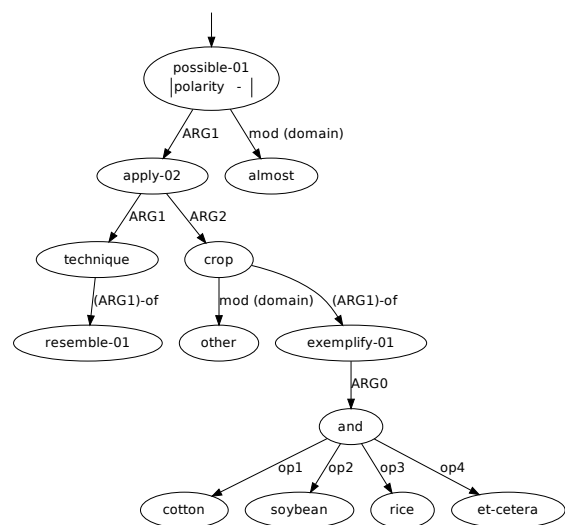 possible-01
|polarity - |
ARG1 mod (domain)
apply-02 almost
ARG1 ARG2
technique crop
(ARG1)-of mod (domain) (ARG1)-of
resemble-01 other exemplify-01
ARG0
and
op1 op2 op3 op4
cotton soybean rice et-cetera